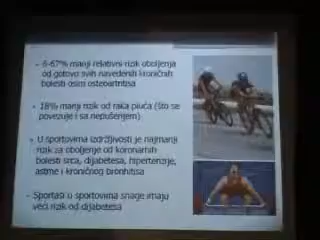 6-67% manji relativni rizik oboljenja
od gotovo svih navedenih kroničnih
bolesti osim osteoartritisa
18% manji rizik od raka pluća (što se
povezuje i sa nepušenjem)
U sportovima izdržljivosti je najmanji
rizik za oboljenje od koronarnih
bolesti srca, dijabetesa, hipertenzije,
astme i kroničnog bronhitisa
Sportaši u sportovima snage imaju
veći rizik od dijabetesa